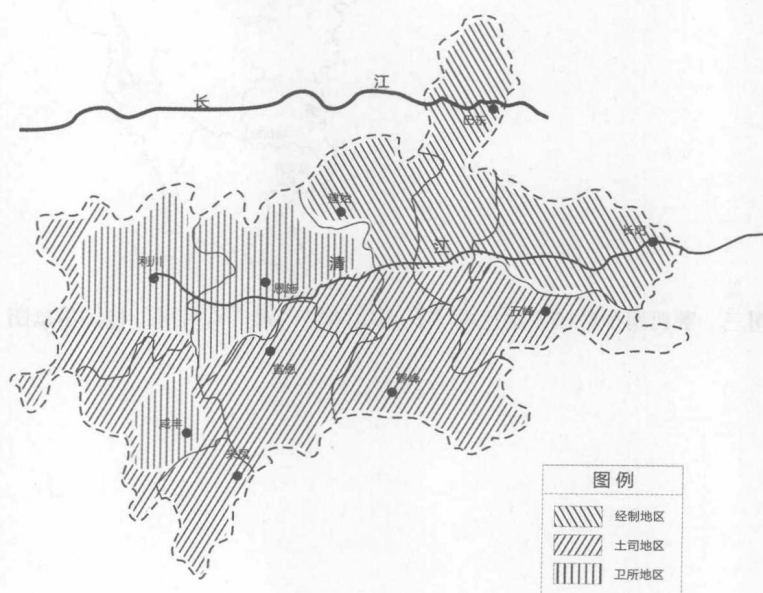 长
江
巴东
建始
长阳
清
江
利川
恩施
五峰
宣恩
鹤峰
咸丰
来凤
图例
经制地区
土司地区
卫所地区